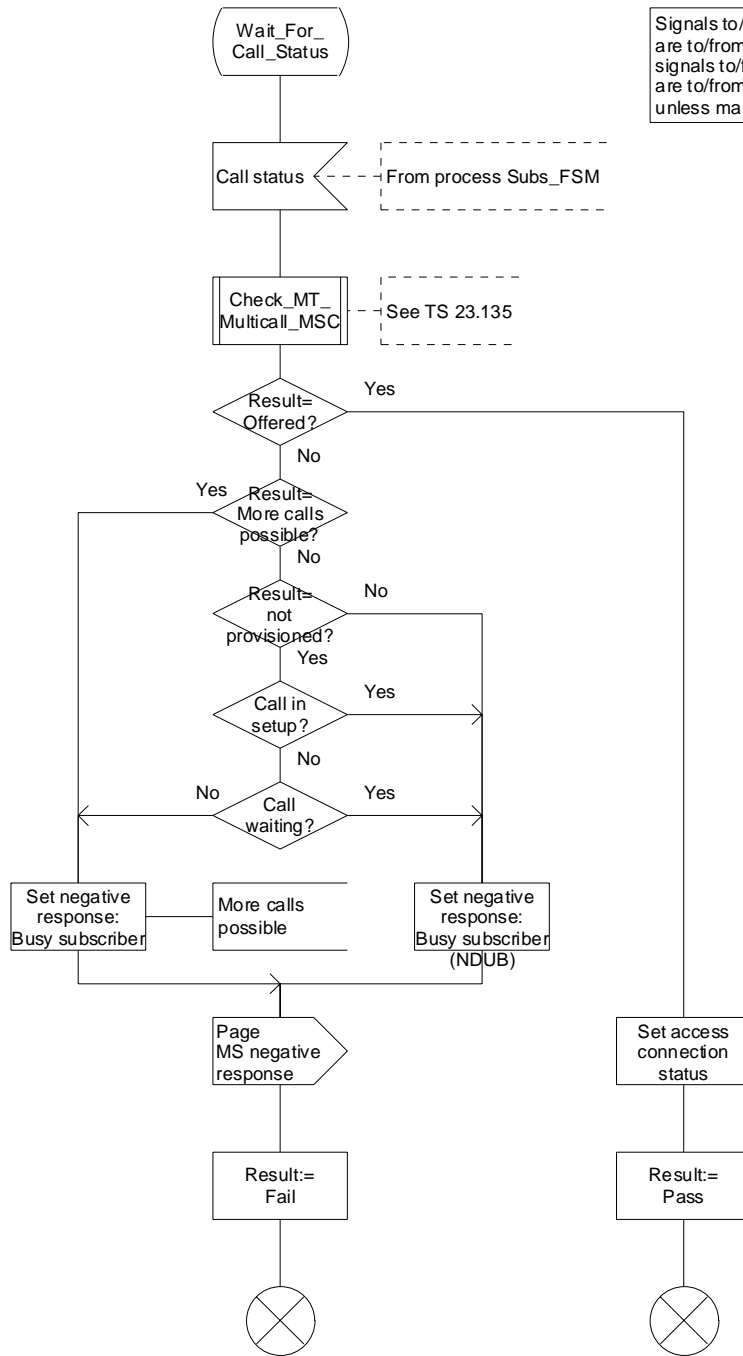 Wait_For_
Call_Status
Signals to/
are to/from
signals to/f
are to/from
unless ma
Call status
From process Subs_FSM
Check_MT_
Multicall_MSC
See TS 23.135
Result=
Offered?
Yes
No
Yes
Result=
More calls
possible?
No
Result=
not
provisioned?
No
Yes
Call in
setup?
Yes
No
No
Call
waiting?
Yes
Set negative
response:
Busy subscriber
More calls
possible
Set negative
response:
Busy subscriber
(NDUB)
Page
MS negative
response
Set access
connection
status
Result:=
Fail
Result:=
Pass